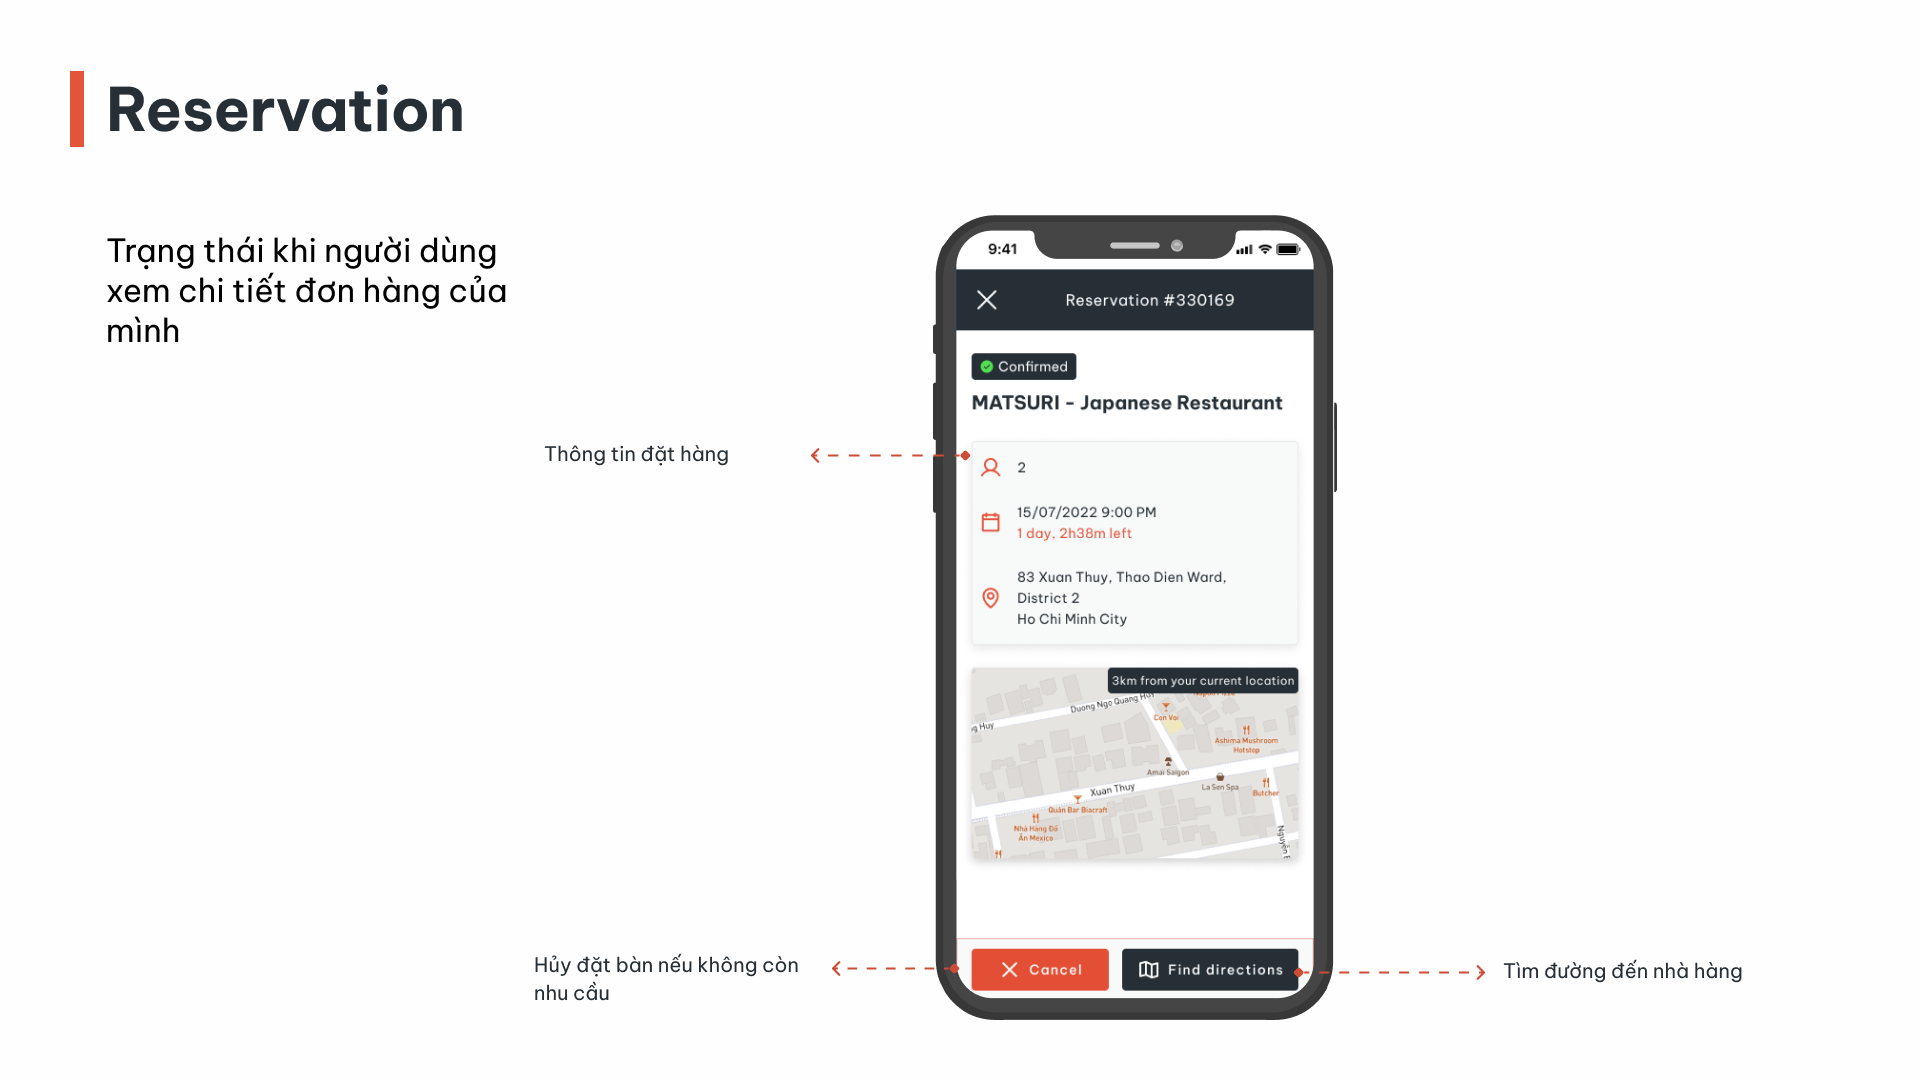 Reservation
Trạng thái khi người dùng
xem chi tiết đơn hàng của
mình
9:41
Reservation #330169
Confirmed
MATSURI - Japanese Restaurant
Thông tin đặt hàng
2
15/07/2022 9:00 PM
1 day, 2h38m left
83 Xuan Thuy, Thao Dien Ward,
District 2
Ho Chi Minh City
3km from your current location
Duong Ngo Quang Huy
g Huy
Con Voi
Ashima Mushroom
Hotstop
Amai Saigon
La Sen Spa
Butcher
Xuan Thuy
Quán Bar Biacraft
Nhà Hàng Đồ
Ăn Mexico
Hủy đặt bàn nếu không còn
nhu cầu
Cancel
Find directions
Tìm đường đến nhà hàng